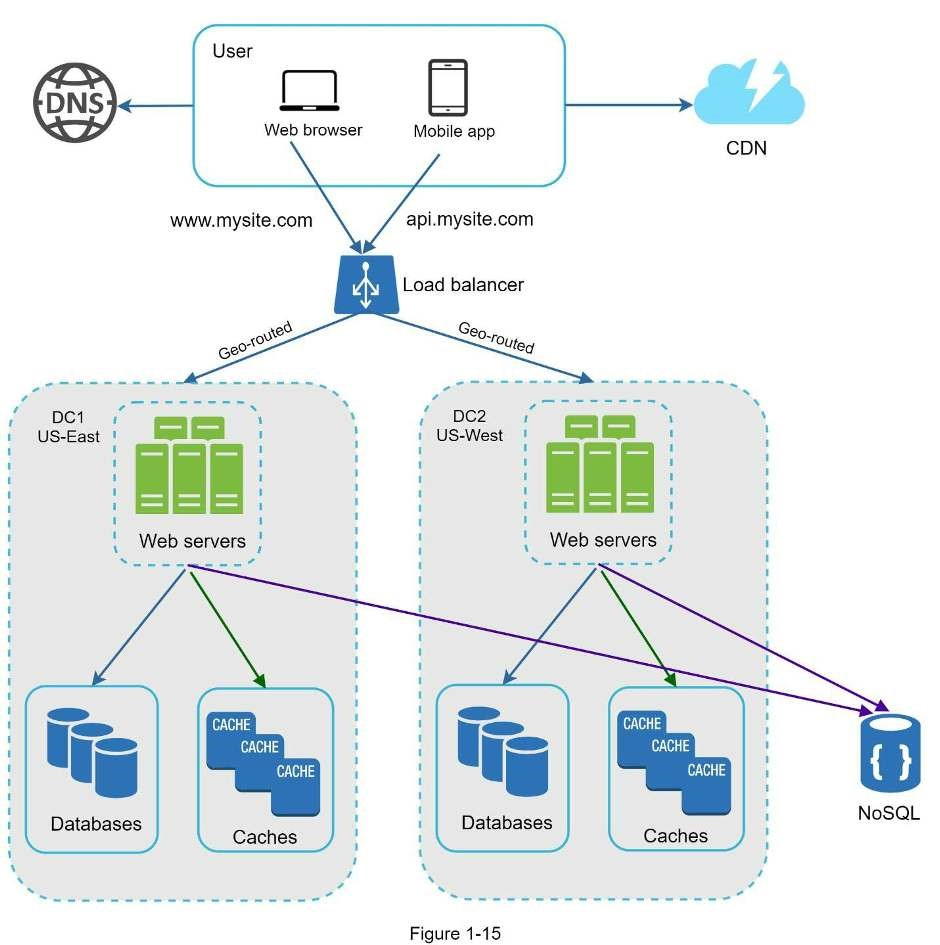 User
DNS
Web browser
Mobile app
CDN
www.mysite.com
api.mysite.com
Load balancer
Geo-routed
Geo-routed
DC1
US-East
Web servers
DC2
US-West
Web servers
Databases
CACHE
CACHE
CACHE
Caches
Databases
CACHE
CACHE
CACHE
Caches
{ }
NoSQL
Figure 1-15